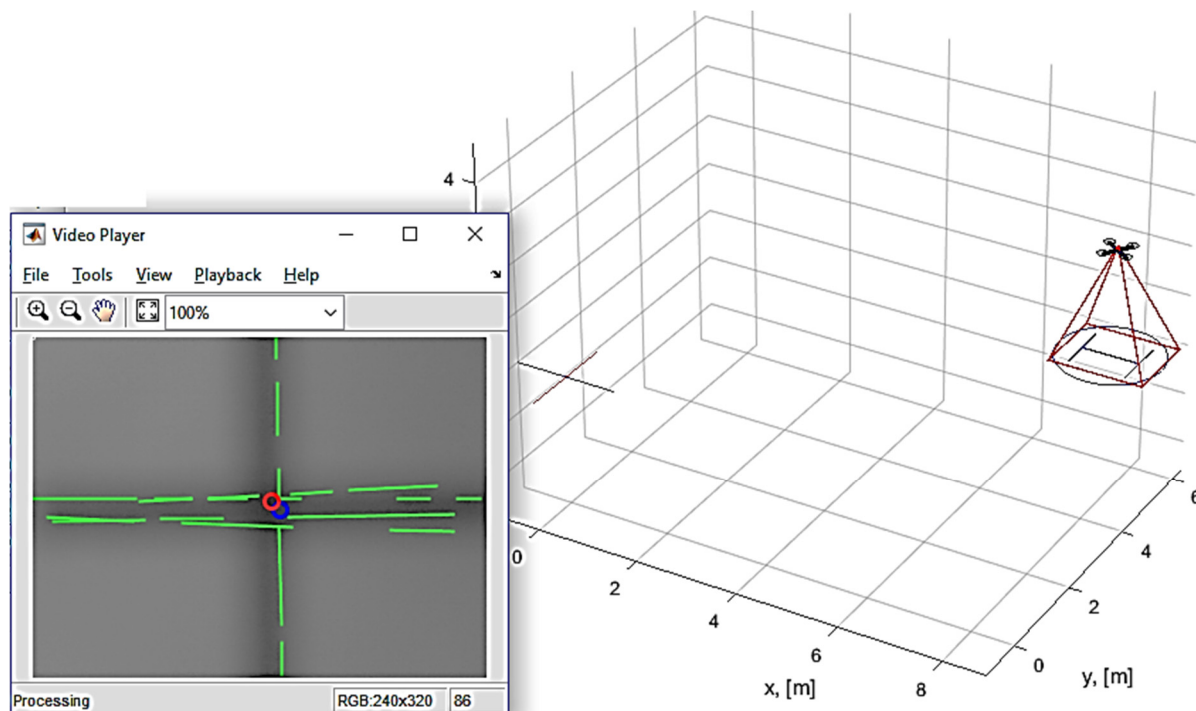 4
Video Player
File Tools View Playback Help
100%
Processing RGB:240x320 86
0
2
4
6
8
x, [m]
0
2
4
6
y, [m]